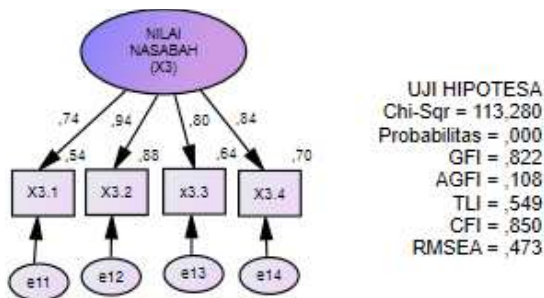 NILAI
NASABAH
(X3)
,74 ,94 ,80 ,84
,54 ,88 ,64 ,70
X3.1 X3.2 x3.3 X3.4
e11 e12 e13 e14
UJI HIPOTESA
Chi-Sqr = 113,280
Probabilitas = ,000
GFI = ,822
AGFI = ,108
TLI = ,549
CFI = ,850
RMSEA = ,473